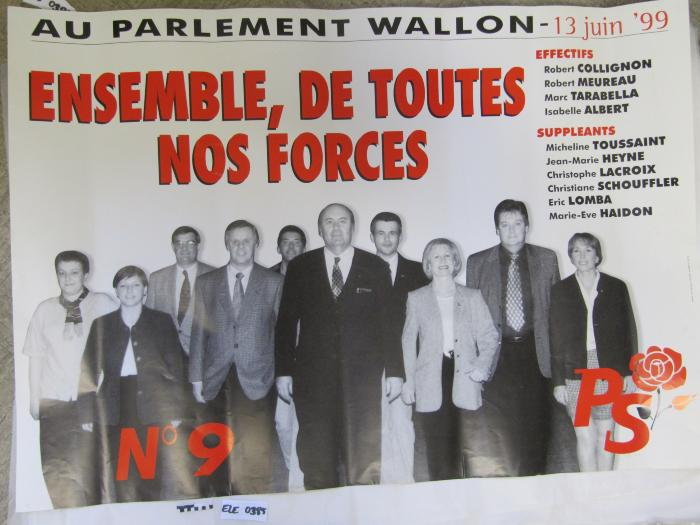 AU PARLEMENT WALLON - 13 juin '99
ENSEMBLE, DE TOUTES
NOS FORCES
EFFECTIFS
Robert COLLIGNON
Robert MEUREAU
Marc TARABELLA
Isabelle ALBERT
SUPPLEANTS
Micheline TOUSSAINT
Jean-Marie HEYNE
Christophe LACROIX
Christiane SCHOUFFLER
Eric LOMBA
Marie-Eve HAIDON
N° 9
PS
ELE 0385